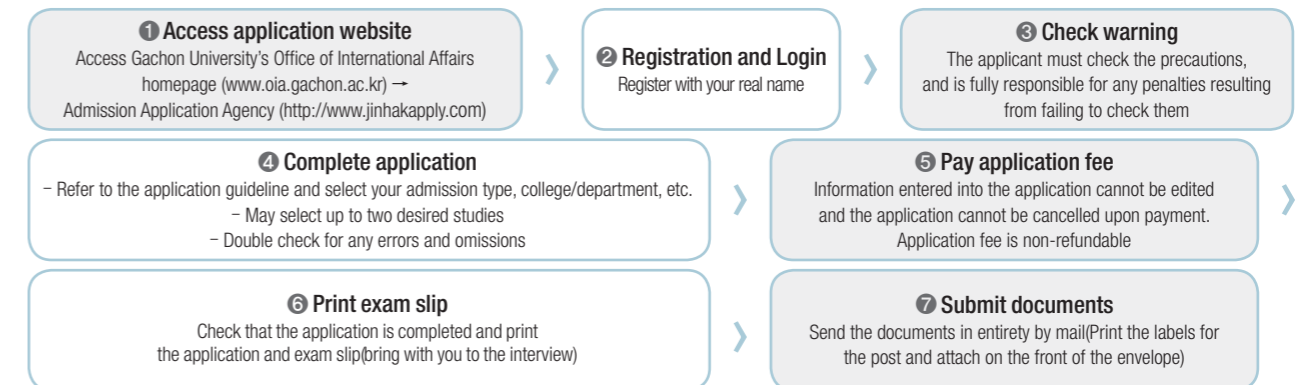 ❶ Access application website
Access Gachon University's Office of International Affairs
homepage (www.oia.gachon.ac.kr) →
Admission Application Agency (http://www.jinhakapply.com)
❷ Registration and Login
Register with your real name
❸ Check warning
The applicant must check the precautions,
and is fully responsible for any penalties resulting
from failing to check them
❹ Complete application
– Refer to the application guideline and select your admission type, college/department, etc.
– May select up to two desired studies
– Double check for any errors and omissions
❺ Pay application fee
Information entered into the application cannot be edited
and the application cannot be cancelled upon payment.
Application fee is non-refundable
❻ Print exam slip
Check that the application is completed and print
the application and exam slip(bring with you to the interview)
❼ Submit documents
Send the documents in entirety by mail(Print the labels for
the post and attach on the front of the envelope)